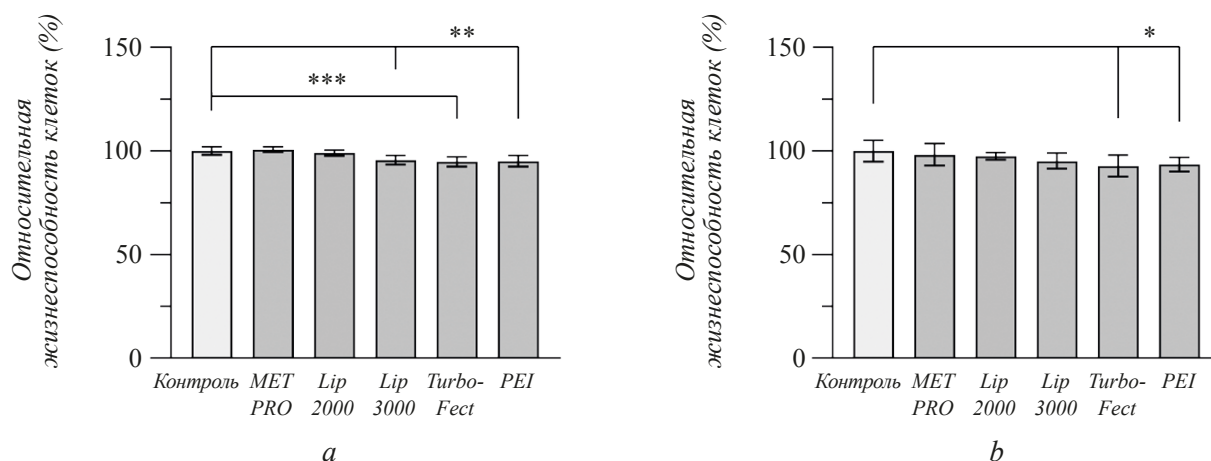 Относительная
жизнеспособность клеток (%)
150
100
50
0
**
***
Контроль
MET
PRO
Lip
2000
Lip
3000
Turbo-
Fect
PEI
a
Относительная
жизнеспособность клеток (%)
150
100
50
0
*
Контроль
MET
PRO
Lip
2000
Lip
3000
Turbo-
Fect
PEI
b